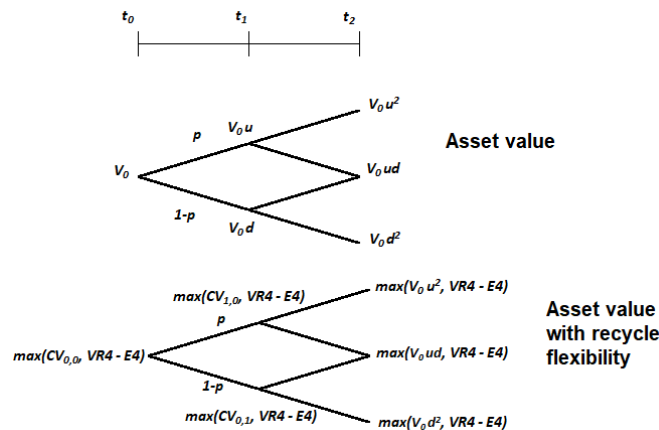 t₀ t₁ t₂
V₀u²
p V₀u
Asset value
V₀ V₀ud
1-p V₀d
V₀d²
max(CV₁,₀, VR4 - E4) max(V₀u², VR4 - E4)
p
Asset value
with recycle
flexibility
max(CV₀,₀, VR4 - E4) max(V₀ud, VR4 - E4)
1-p
max(CV₀,₁, VR4 - E4) max(V₀d², VR4 - E4)